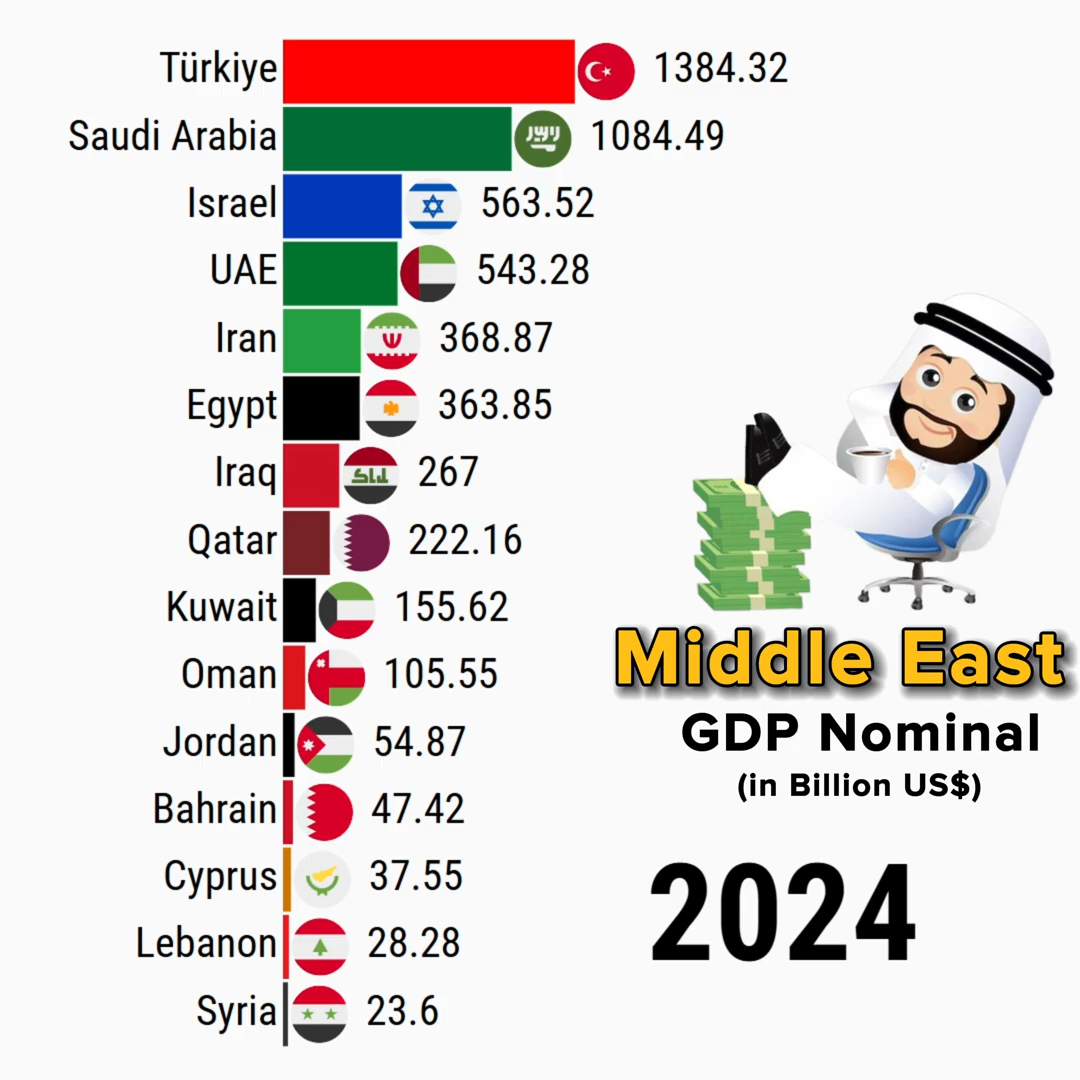 Türkiye 1384.32
Saudi Arabia 1084.49
Israel 563.52
UAE 543.28
Iran 368.87
Egypt 363.85
Iraq 267
Qatar 222.16
Kuwait 155.62
Oman 105.55
Jordan 54.87
Bahrain 47.42
Cyprus 37.55
Lebanon 28.28
Syria 23.6
Middle East
GDP Nominal
(in Billion US$)
2024